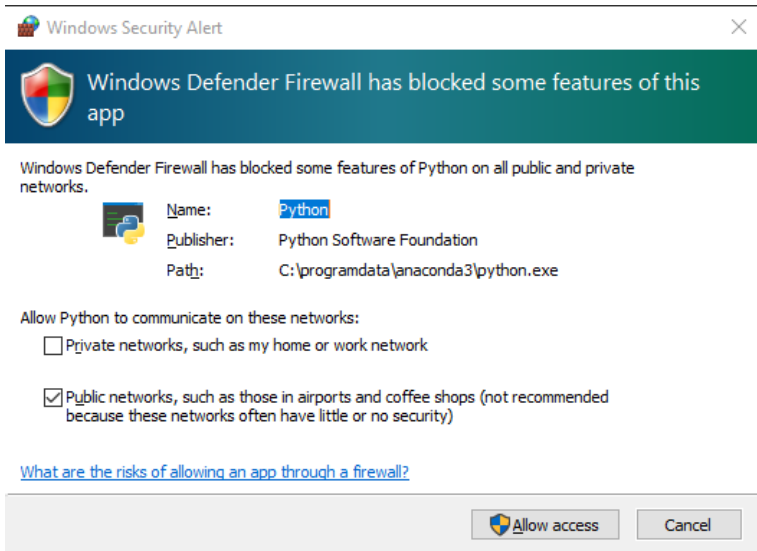 Windows Security Alert
Windows Defender Firewall has blocked some features of this
app
Windows Defender Firewall has blocked some features of Python on all public and private
networks.
Name: Python
Publisher: Python Software Foundation
Path: C:\programdata\anaconda3\python.exe
Allow Python to communicate on these networks:
Private networks, such as my home or work network
Public networks, such as those in airports and coffee shops (not recommended
because these networks often have little or no security)
What are the risks of allowing an app through a firewall?
Allow access Cancel